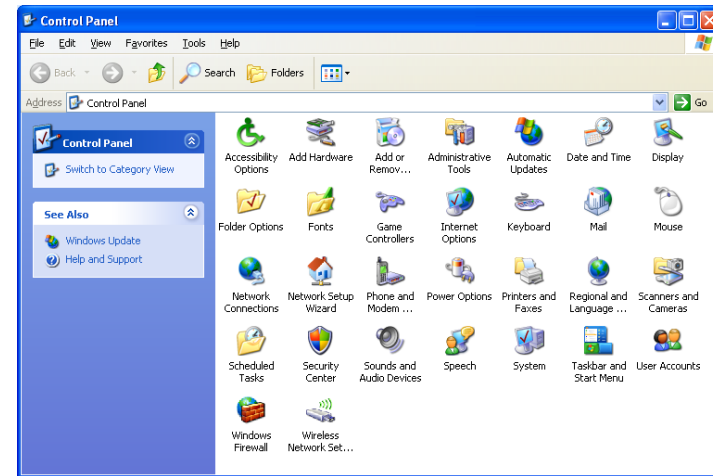 Control Panel
File Edit View Favorites Tools Help
Back Search Folders
Address Control Panel Go
Control Panel
Switch to Category View
See Also
Windows Update
Help and Support
Accessibility Options
Add Hardware
Add or Remov...
Administrative Tools
Automatic Updates
Date and Time
Display
Folder Options
Fonts
Game Controllers
Internet Options
Keyboard
Mail
Mouse
Network Connections
Network Setup Wizard
Phone and Modem ...
Power Options
Printers and Faxes
Regional and Language ...
Scanners and Cameras
Scheduled Tasks
Security Center
Sounds and Audio Devices
Speech
System
Taskbar and Start Menu
User Accounts
Windows Firewall
Wireless Network Set...